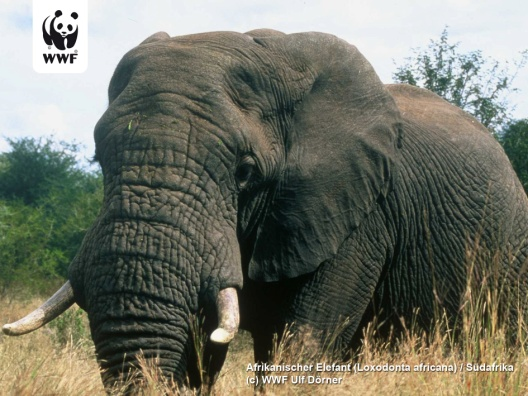 WWF
Afrikanischer Elefant (Loxodonta africana) / Südafrika,
(c) WWF Ulf Dörner